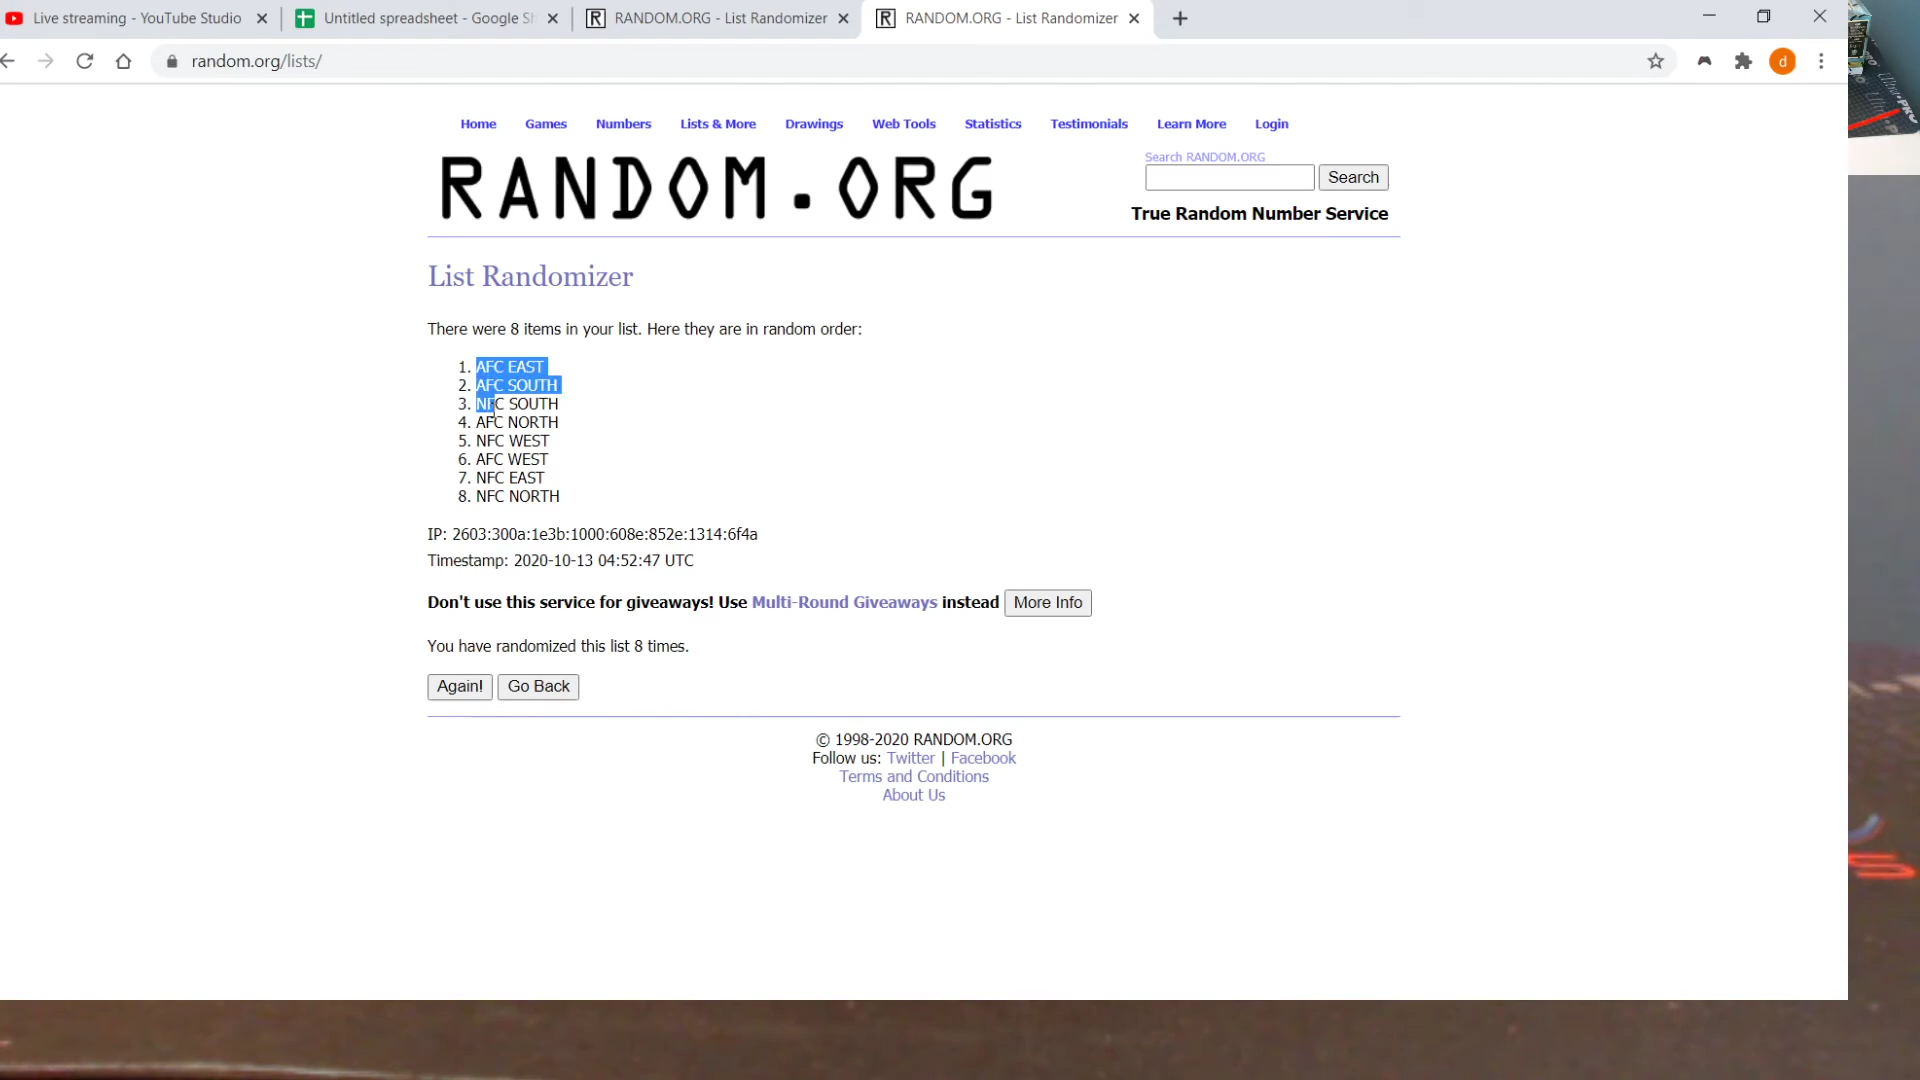 Live streaming - YouTube Studio
Untitled spreadsheet - Google Sh
RANDOM.ORG - List Randomizer
RANDOM.ORG - List Randomizer
random.org/lists/
d
Home Games Numbers Lists & More Drawings Web Tools Statistics Testimonials Learn More Login
RANDOM.ORG
Search RANDOM.ORG
Search
True Random Number Service
List Randomizer
There were 8 items in your list. Here they are in random order:
1. AFC EAST
2. AFC SOUTH
3. NFC SOUTH
4. AFC NORTH
5. NFC WEST
6. AFC WEST
7. NFC EAST
8. NFC NORTH
IP: 2603:300a:1e3b:1000:608e:852e:1314:6f4a
Timestamp: 2020-10-13 04:52:47 UTC
Don't use this service for giveaways! Use Multi-Round Giveaways instead More Info
You have randomized this list 8 times.
Again! Go Back
© 1998-2020 RANDOM.ORG
Follow us: Twitter | Facebook
Terms and Conditions
About Us